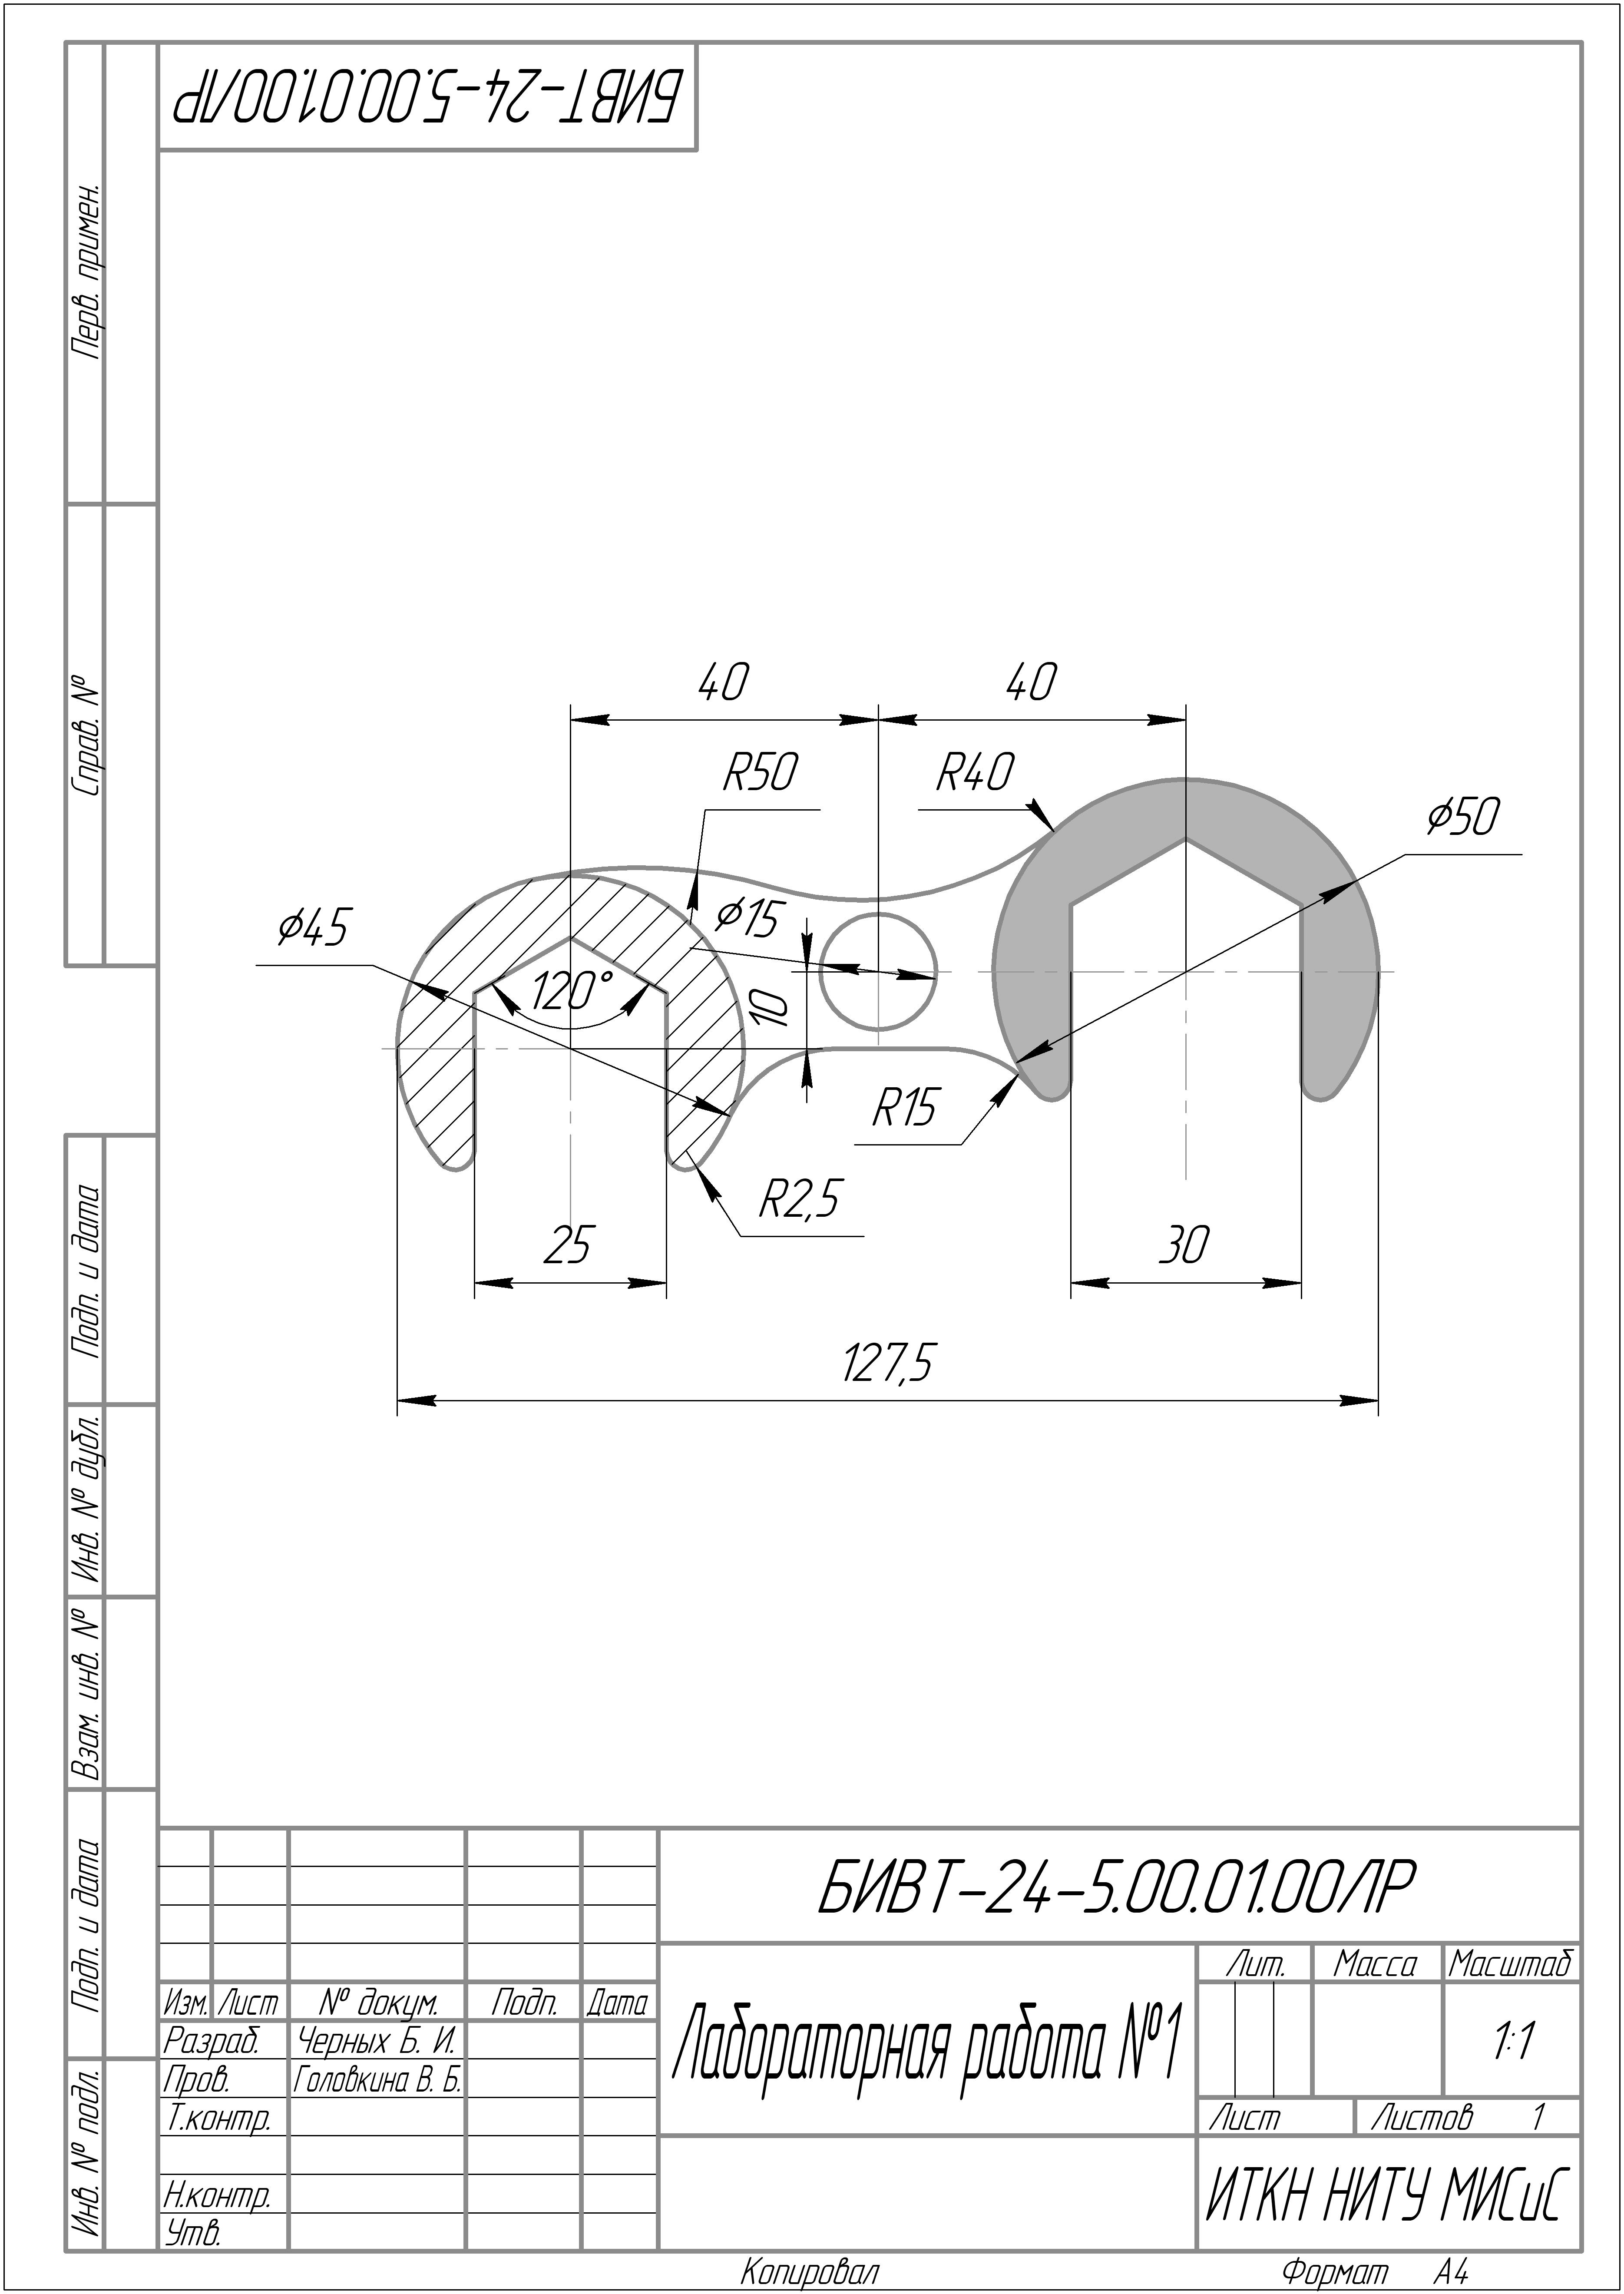 БИВТ-24-5.00.01.00/ЛР
Перв. примен.
Справ. №
Подп. и дата
Инв. № дубл.
Взам. инв. №
Подп. и дата
Инв. № подл.
40
40
R50
R40
⌀50
⌀45
⌀15
120°
10
R15
R2,5
25
30
127,5
БИВТ-24-5.00.01.00/ЛР
Лит. Масса Масштаб
Изм. Лист № докум. Подп. Дата
Разраб. Черных Б. И.
Пров. Головкина В. Б.
Т.контр.
Н.контр.
Утв.
Лабораторная работа №1
1:1
Лист Листов 1
ИТКН НИТУ МИСиС
Копировал Формат А4